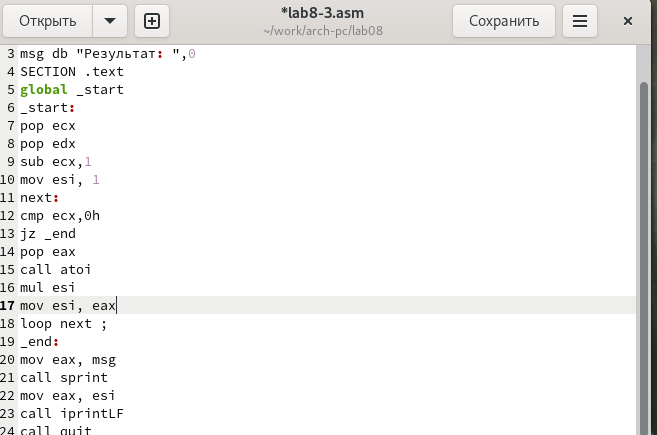 Открыть
*lab8-3.asm
~/work/arch-pc/lab08
Сохранить
3 msg db "Результат: ",0
4 SECTION .text
5 global _start
6 _start:
7 pop ecx
8 pop edx
9 sub ecx,1
10 mov esi, 1
11 next:
12 cmp ecx,0h
13 jz _end
14 pop eax
15 call atoi
16 mul esi
17 mov esi, eax
18 loop next ;
19 _end:
20 mov eax, msg
21 call sprint
22 mov eax, esi
23 call iprintLF
24 call quit